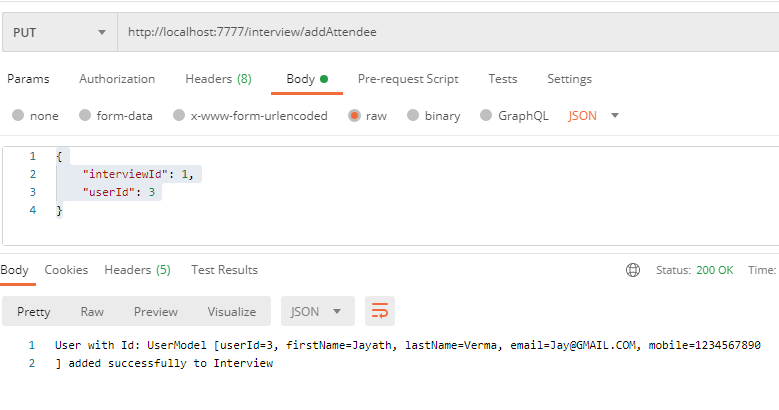 PUT http://localhost:7777/interview/addAttendee
Params Authorization Headers (8) Body Pre-request Script Tests Settings
none form-data x-www-form-urlencoded raw binary GraphQL JSON
1 {
2 "interviewId": 1,
3 "userId": 3
4 }
Body Cookies Headers (5) Test Results Status: 200 OK Time:
Pretty Raw Preview Visualize JSON
1 User with Id: UserModel [userId=3, firstName=Jayath, lastName=Verma, email=Jay@GMAIL.COM, mobile=1234567890
2 ] added successfully to Interview